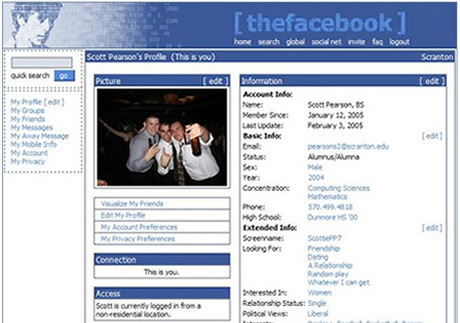 [ thefacebook ]
home search global social net invite faq logout
quick search go
My Profile [ edit ]
My Groups
My Friends
My Messages
My Away Message
My Mobile Info
My Account
My Privacy
Scott Pearson's Profile (This is you) Scranton
Picture [ edit ]
Visualize My Friends
Edit My Profile
My Account Preferences
My Privacy Preferences
Connection
This is you.
Access
Scott is currently logged in from a
non-residential location.
Information [ edit ]
Account Info:
Name: Scott Pearson, BS
Member Since: January 12, 2005
Last Update: February 3, 2005
Basic Info: [ edit ]
Email: pearsons2@scranton.edu
Status: Alumnus/Alumna
Sex: Male
Year: 2004
Concentration: Computing Sciences
Mathematics
Phone: 570.499.4818
High School: Dunmore HS '00
Extended Info: [ edit ]
Screenname: ScottiePP7
Looking For: Friendship
Dating
A Relationship
Random play
Whatever I can get
Interested In: Women
Relationship Status: Single
Political Views: Liberal